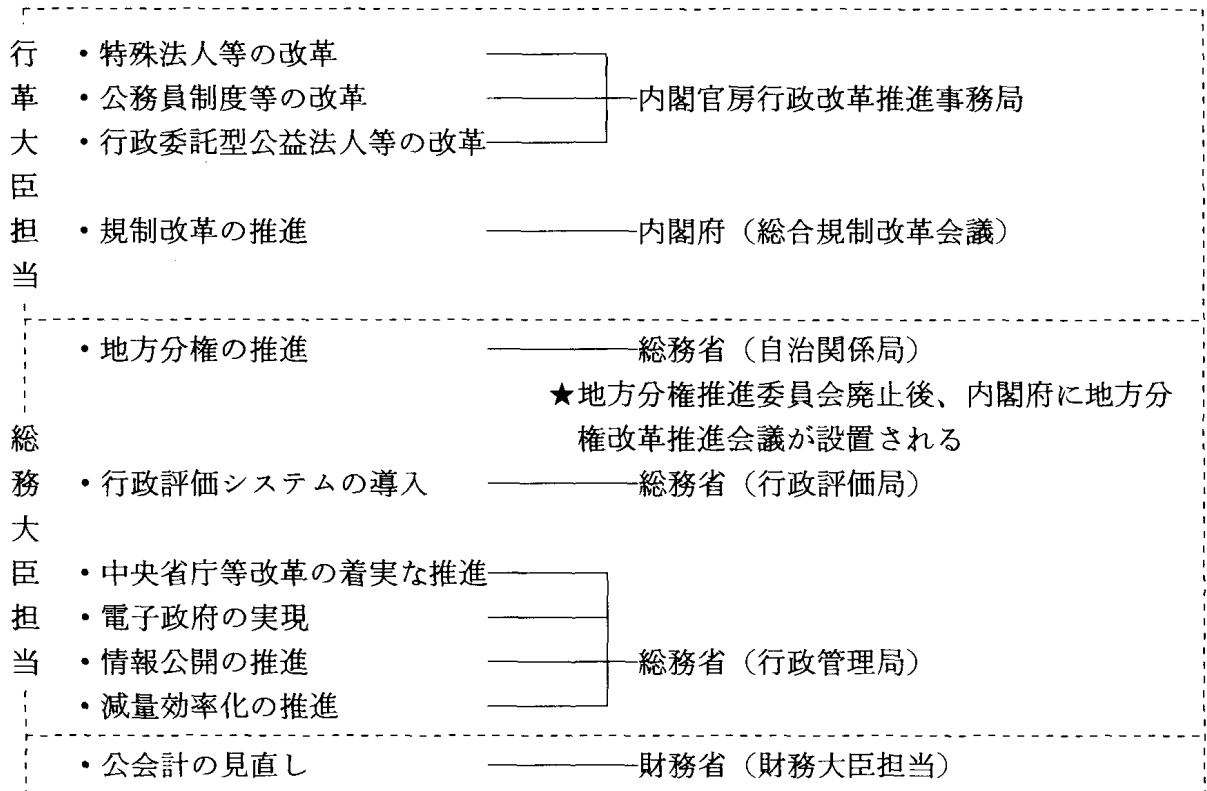 行革大臣担当
・特殊法人等の改革
・公務員制度等の改革
・行政委託型公益法人等の改革
内閣官房行政改革推進事務局
・規制改革の推進
内閣府（総合規制改革会議）
総務大臣担当
・地方分権の推進
総務省（自治関係局）
★地方分権推進委員会廃止後、内閣府に地方分
権改革推進会議が設置される
・行政評価システムの導入
総務省（行政評価局）
・中央省庁等改革の着実な推進
・電子政府の実現
・情報公開の推進
・減量効率化の推進
総務省（行政管理局）
・公会計の見直し
財務省（財務大臣担当）